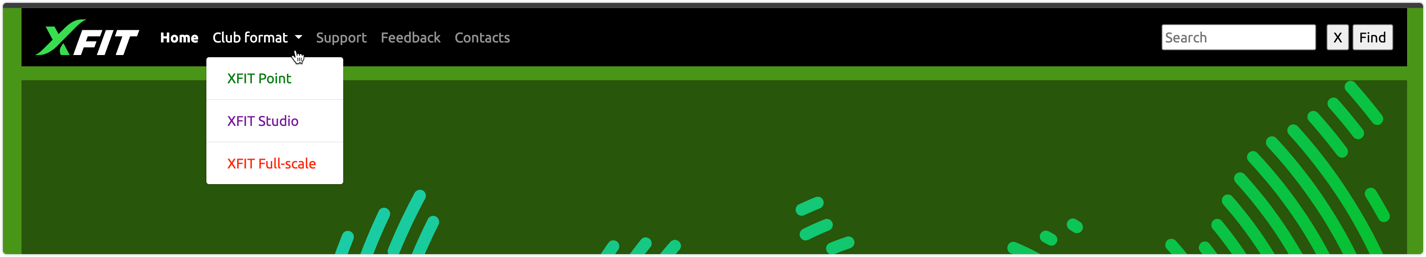 XFIT Home Club format Support Feedback Contacts Search X Find
XFIT Point
XFIT Studio
XFIT Full-scale